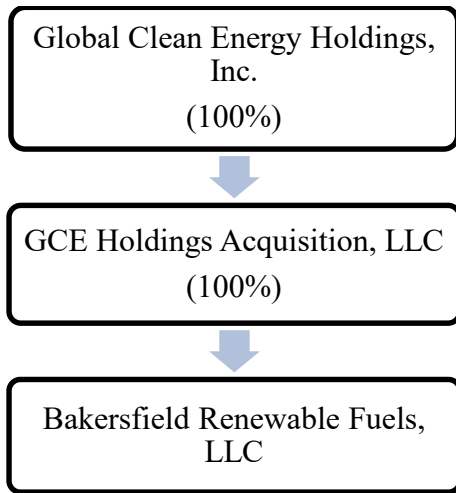 Global Clean Energy Holdings,
Inc.
(100%)
GCE Holdings Acquisition, LLC
(100%)
Bakersfield Renewable Fuels,
LLC